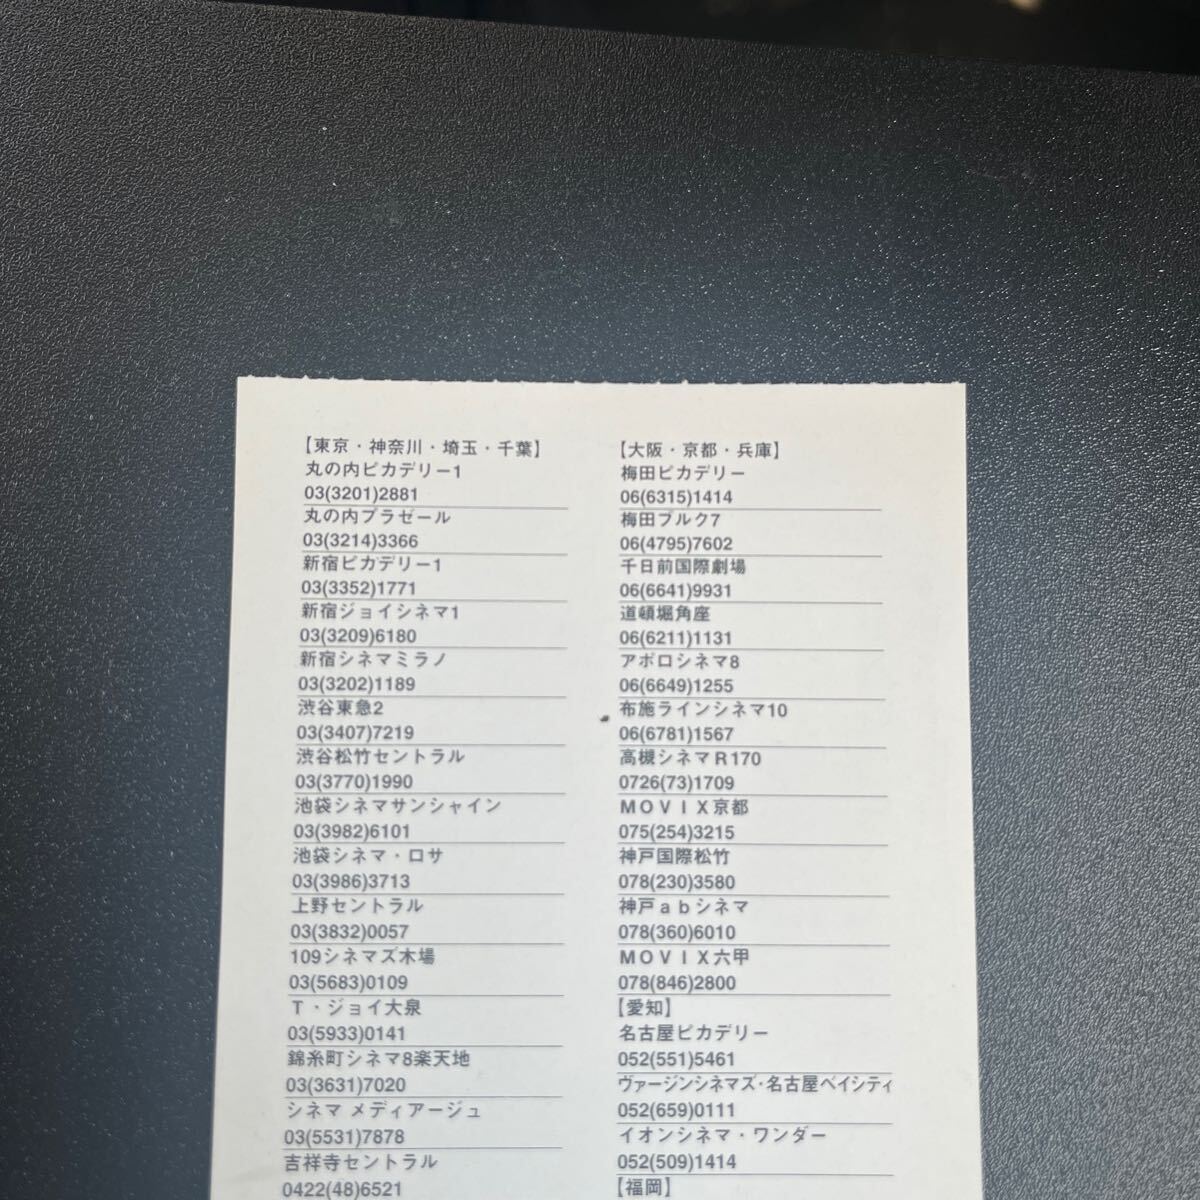 【東京・神奈川・埼玉・千葉】
丸の内ピカデリー1
03(3201)2881
丸の内プラゼール
03(3214)3366
新宿ピカデリー1
03(3352)1771
新宿ジョイシネマ1
03(3209)6180
新宿シネマミラノ
03(3202)1189
渋谷東急2
03(3407)7219
渋谷松竹セントラル
03(3770)1990
池袋シネマサンシャイン
03(3982)6101
池袋シネマ・ロサ
03(3986)3713
上野セントラル
03(3832)0057
109シネマズ木場
03(5683)0109
T・ジョイ大泉
03(5933)0141
錦糸町シネマ8楽天地
03(3631)7020
シネマ メディアージュ
03(5531)7878
吉祥寺セントラル
0422(48)6521
【大阪・京都・兵庫】
梅田ピカデリー
06(6315)1414
梅田ブルク7
06(4795)7602
千日前国際劇場
06(6641)9931
道頓堀角座
06(6211)1131
アポロシネマ8
06(6649)1255
布施ラインシネマ10
06(6781)1567
高槻シネマR170
0726(73)1709
MOVIX京都
075(254)3215
神戸国際松竹
078(230)3580
神戸abシネマ
078(360)6010
MOVIX六甲
078(846)2800
【愛知】
名古屋ピカデリー
052(551)5461
ヴァージンシネマズ・名古屋ベイシティ
052(659)0111
イオンシネマ・ワンダー
052(509)1414
【福岡】